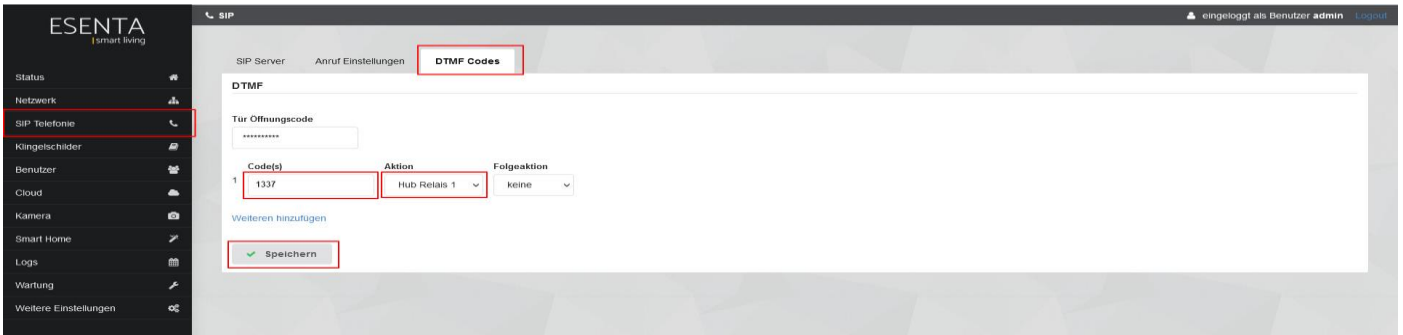 ESENTA
smart living
SIP
eingeloggt als Benutzer admin Logout
Status
Netzwerk
SIP Telefonie
Klingelschilder
Benutzer
Cloud
Kamera
Smart Home
Logs
Wartung
Weitere Einstellungen
SIP Server Anruf Einstellungen DTMF Codes
DTMF
Tür Öffnungscode
**********
Code(s) Aktion Folgeaktion
1 1337 Hub Relais 1 keine
Weiteren hinzufügen
Speichern